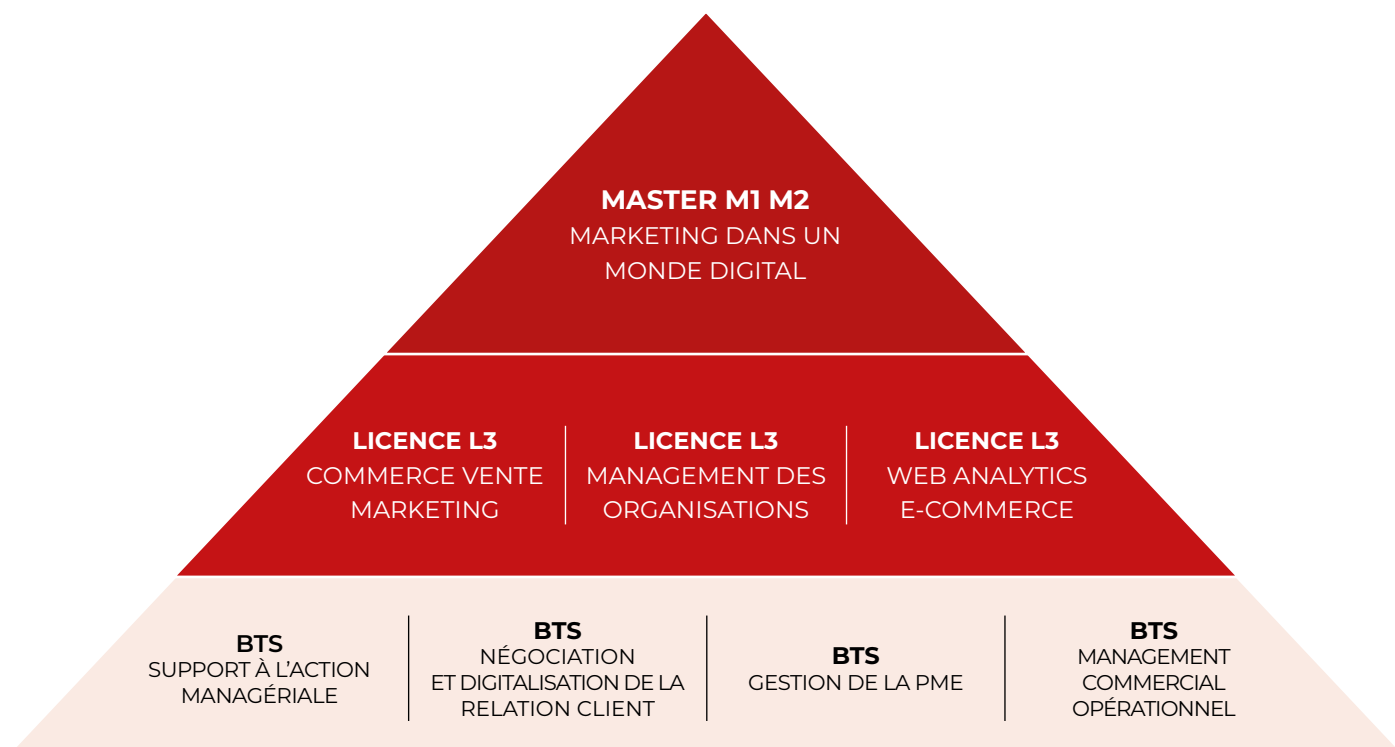 MASTER M1 M2
MARKETING DANS UN
MONDE DIGITAL
LICENCE L3
COMMERCE VENTE
MARKETING
LICENCE L3
MANAGEMENT DES
ORGANISATIONS
LICENCE L3
WEB ANALYTICS
E-COMMERCE
BTS
SUPPORT À L’ACTION
MANAGÉRIALE
BTS
NÉGOCIATION
ET DIGITALISATION DE LA
RELATION CLIENT
BTS
GESTION DE LA PME
BTS
MANAGEMENT
COMMERCIAL
OPÉRATIONNEL